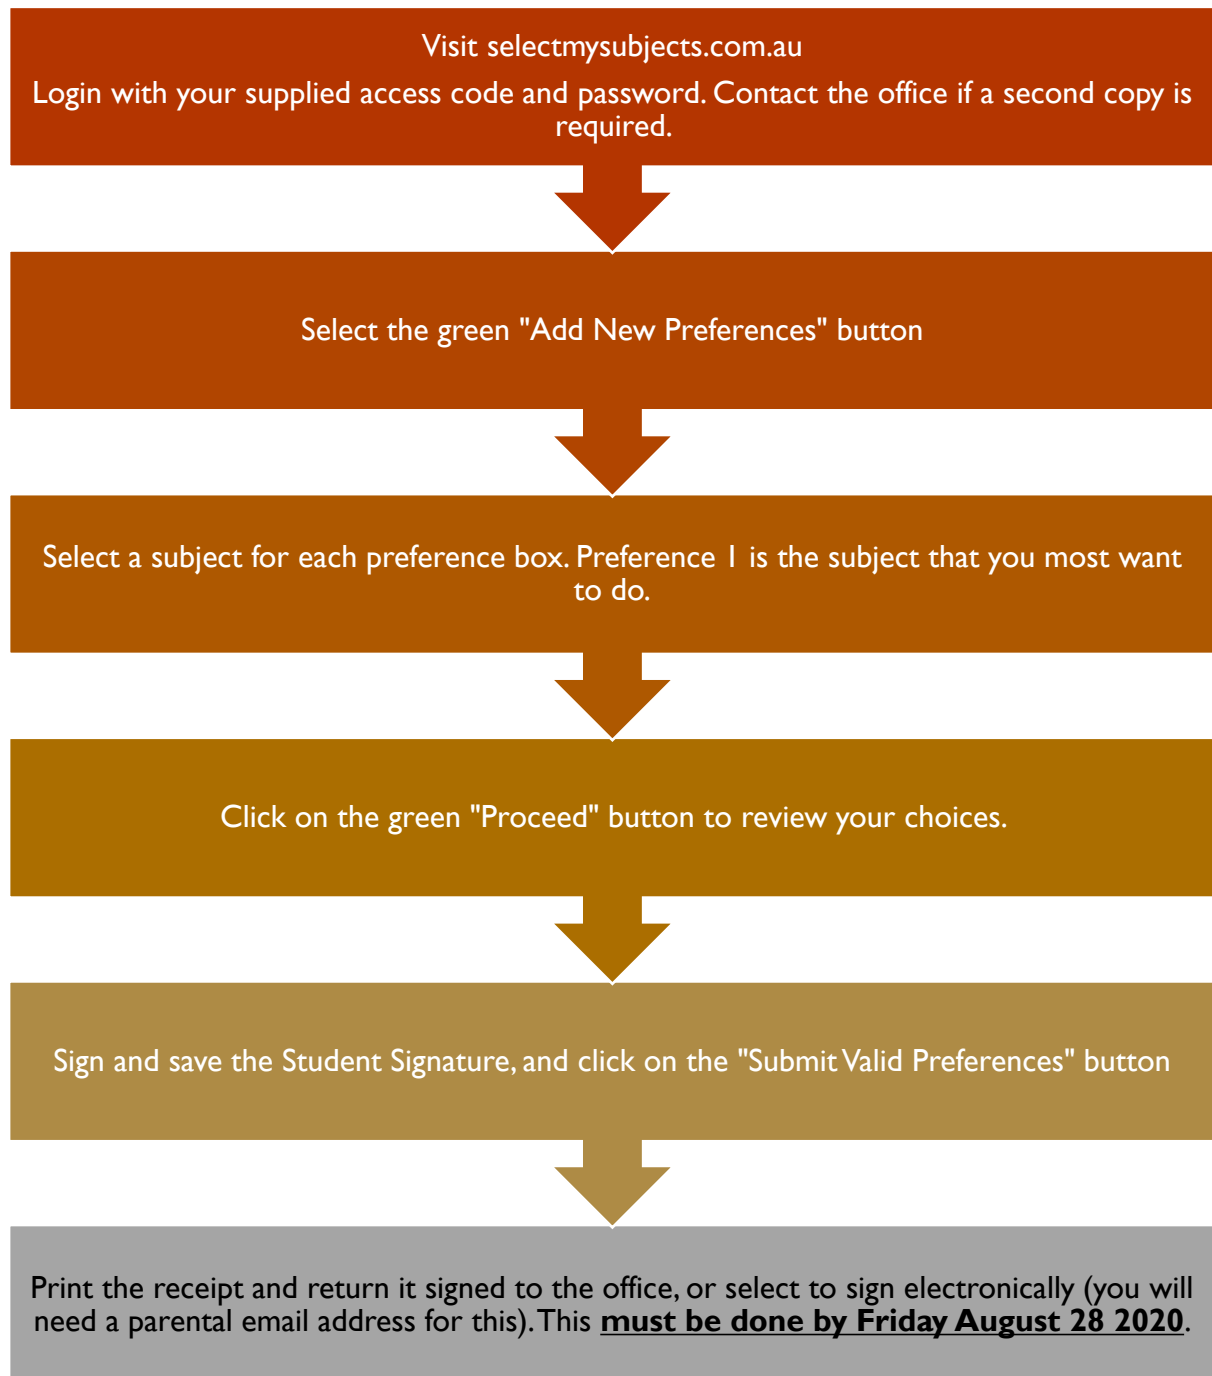 Visit selectmysubjects.com.au
Login with your supplied access code and password. Contact the office if a second copy is
required.
Select the green "Add New Preferences" button
Select a subject for each preference box. Preference 1 is the subject that you most want
to do.
Click on the green "Proceed" button to review your choices.
Sign and save the Student Signature, and click on the "Submit Valid Preferences" button
Print the receipt and return it signed to the office, or select to sign electronically (you will
need a parental email address for this). This must be done by Friday August 28 2020.